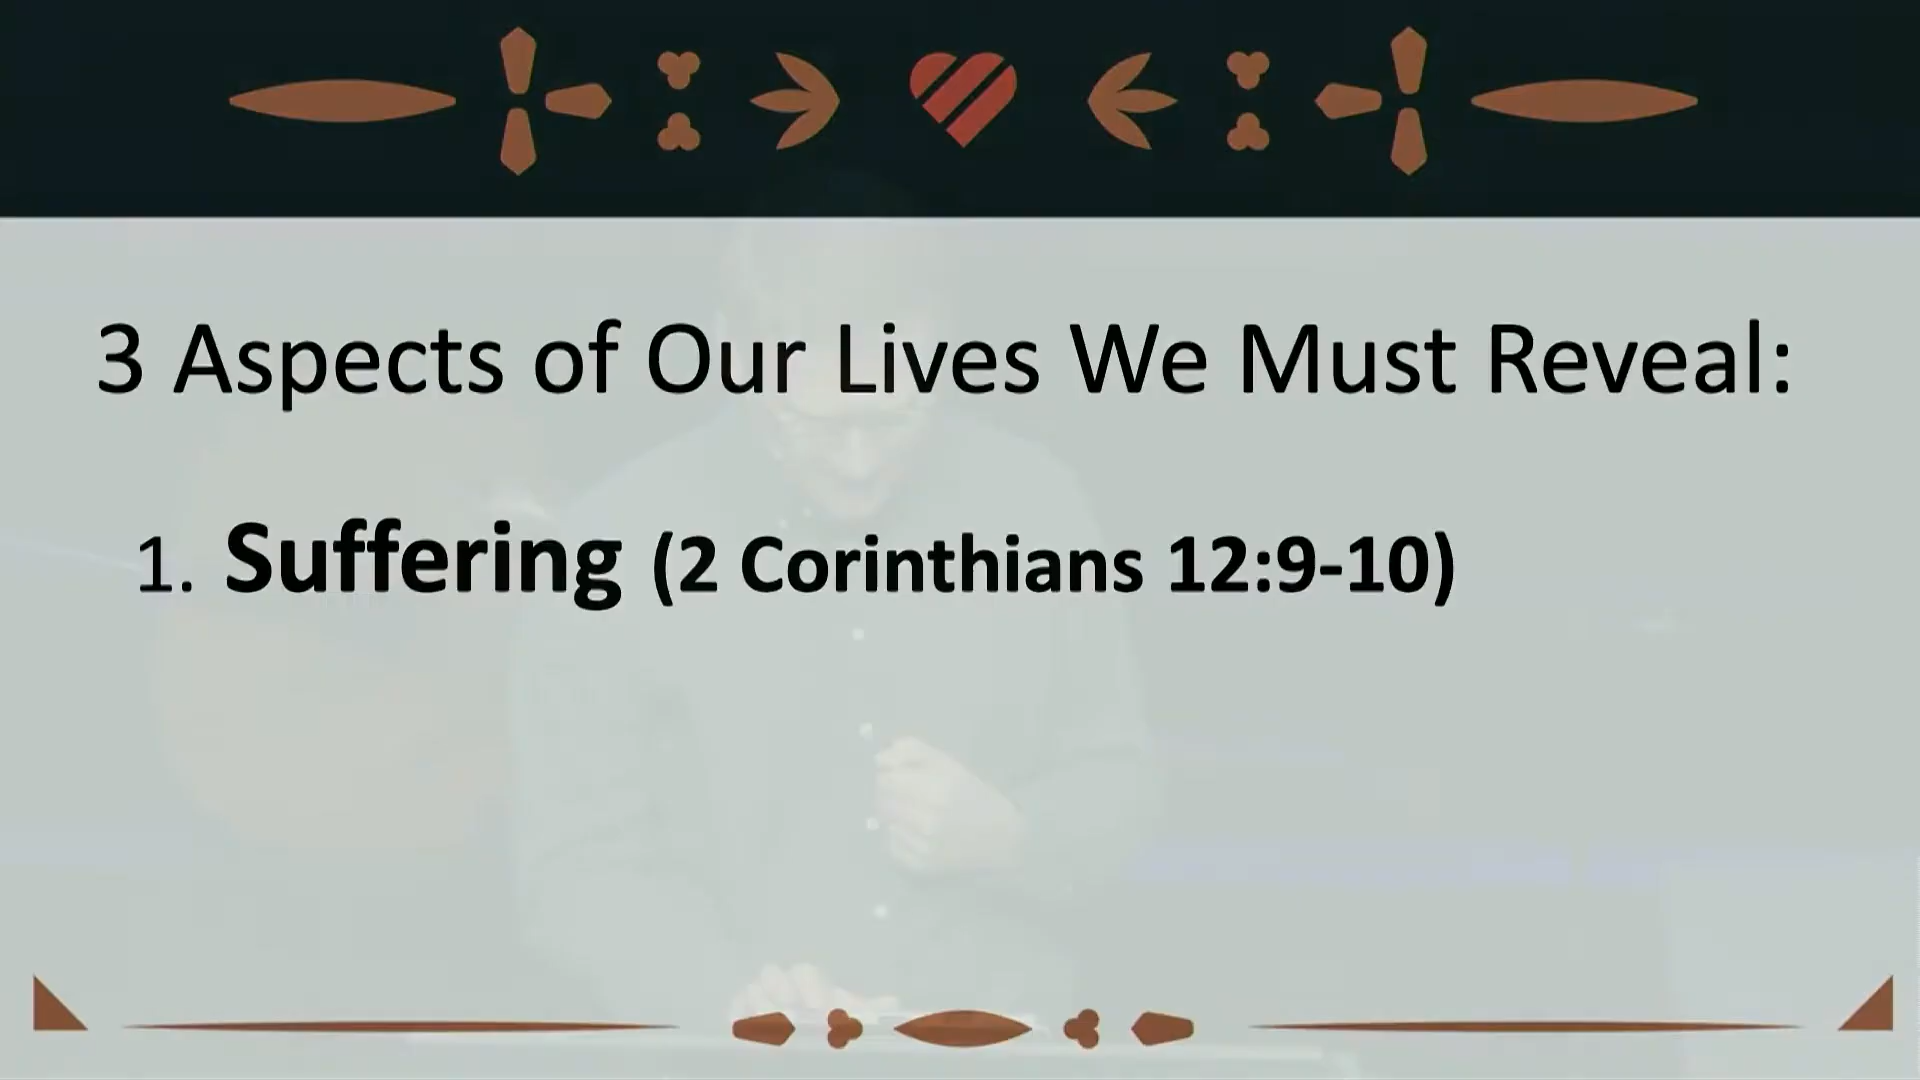 3 Aspects of Our Lives We Must Reveal:
1. Suffering (2 Corinthians 12:9-10)